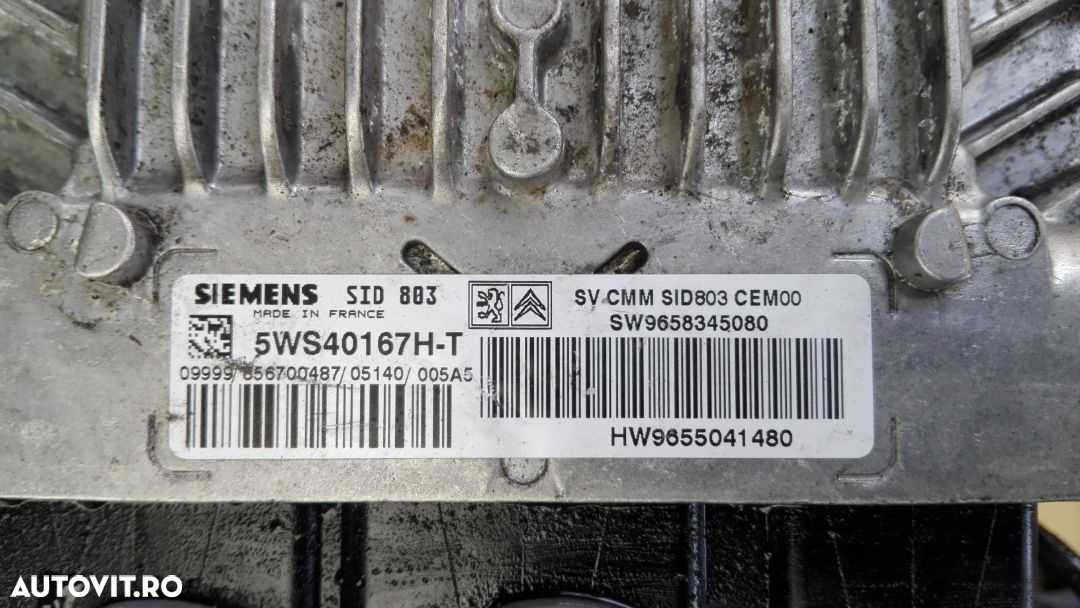 SIEMENS SID 803
MADE IN FRANCE
5WS40167H-T
09999/656700487/05140/005A5
SV CMM SID803 CEM00
SW9658345080
HW9655041480
AUTOVIT.RO